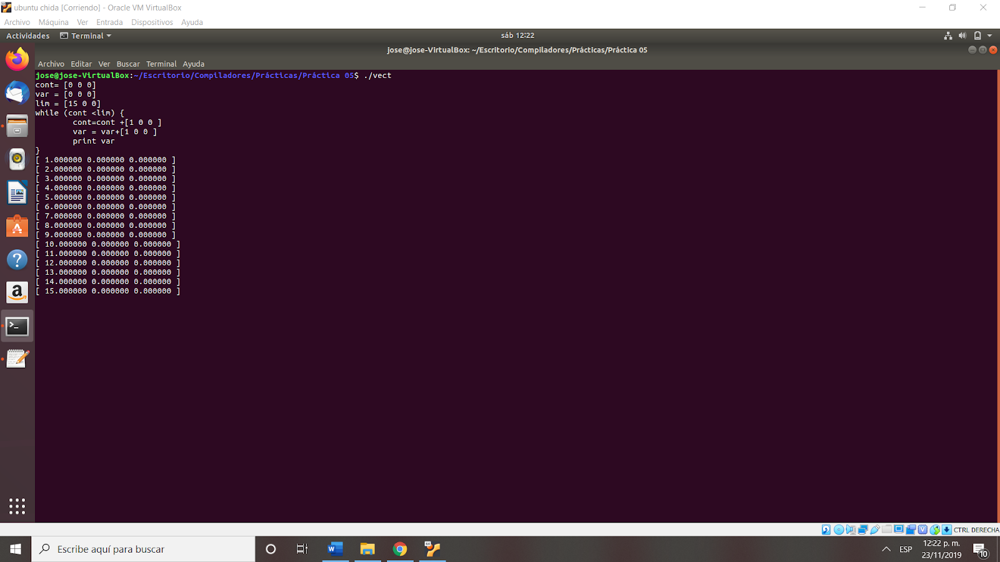 ubuntu chida [Corriendo] - Oracle VM VirtualBox
Archivo Máquina Ver Entrada Dispositivos Ayuda
Actividades Terminal sáb 12:22
jose@jose-VirtualBox: ~/Escritorio/Compiladores/Prácticas/Práctica 05
Archivo Editar Ver Buscar Terminal Ayuda
jose@jose-VirtualBox:~/Escritorio/Compiladores/Prácticas/Práctica 05$ ./vect
cont= [0 0 0]
var = [0 0 0]
lim = [15 0 0]
while (cont <lim) {
cont=cont +[1 0 0 ]
var = var+[1 0 0 ]
print var
}
[ 1.000000 0.000000 0.000000 ]
[ 2.000000 0.000000 0.000000 ]
[ 3.000000 0.000000 0.000000 ]
[ 4.000000 0.000000 0.000000 ]
[ 5.000000 0.000000 0.000000 ]
[ 6.000000 0.000000 0.000000 ]
[ 7.000000 0.000000 0.000000 ]
[ 8.000000 0.000000 0.000000 ]
[ 9.000000 0.000000 0.000000 ]
[ 10.000000 0.000000 0.000000 ]
[ 11.000000 0.000000 0.000000 ]
[ 12.000000 0.000000 0.000000 ]
[ 13.000000 0.000000 0.000000 ]
[ 14.000000 0.000000 0.000000 ]
[ 15.000000 0.000000 0.000000 ]
CTRL DERECHA
Escribe aquí para buscar
ESP
12:22 p. m.
23/11/2019
10